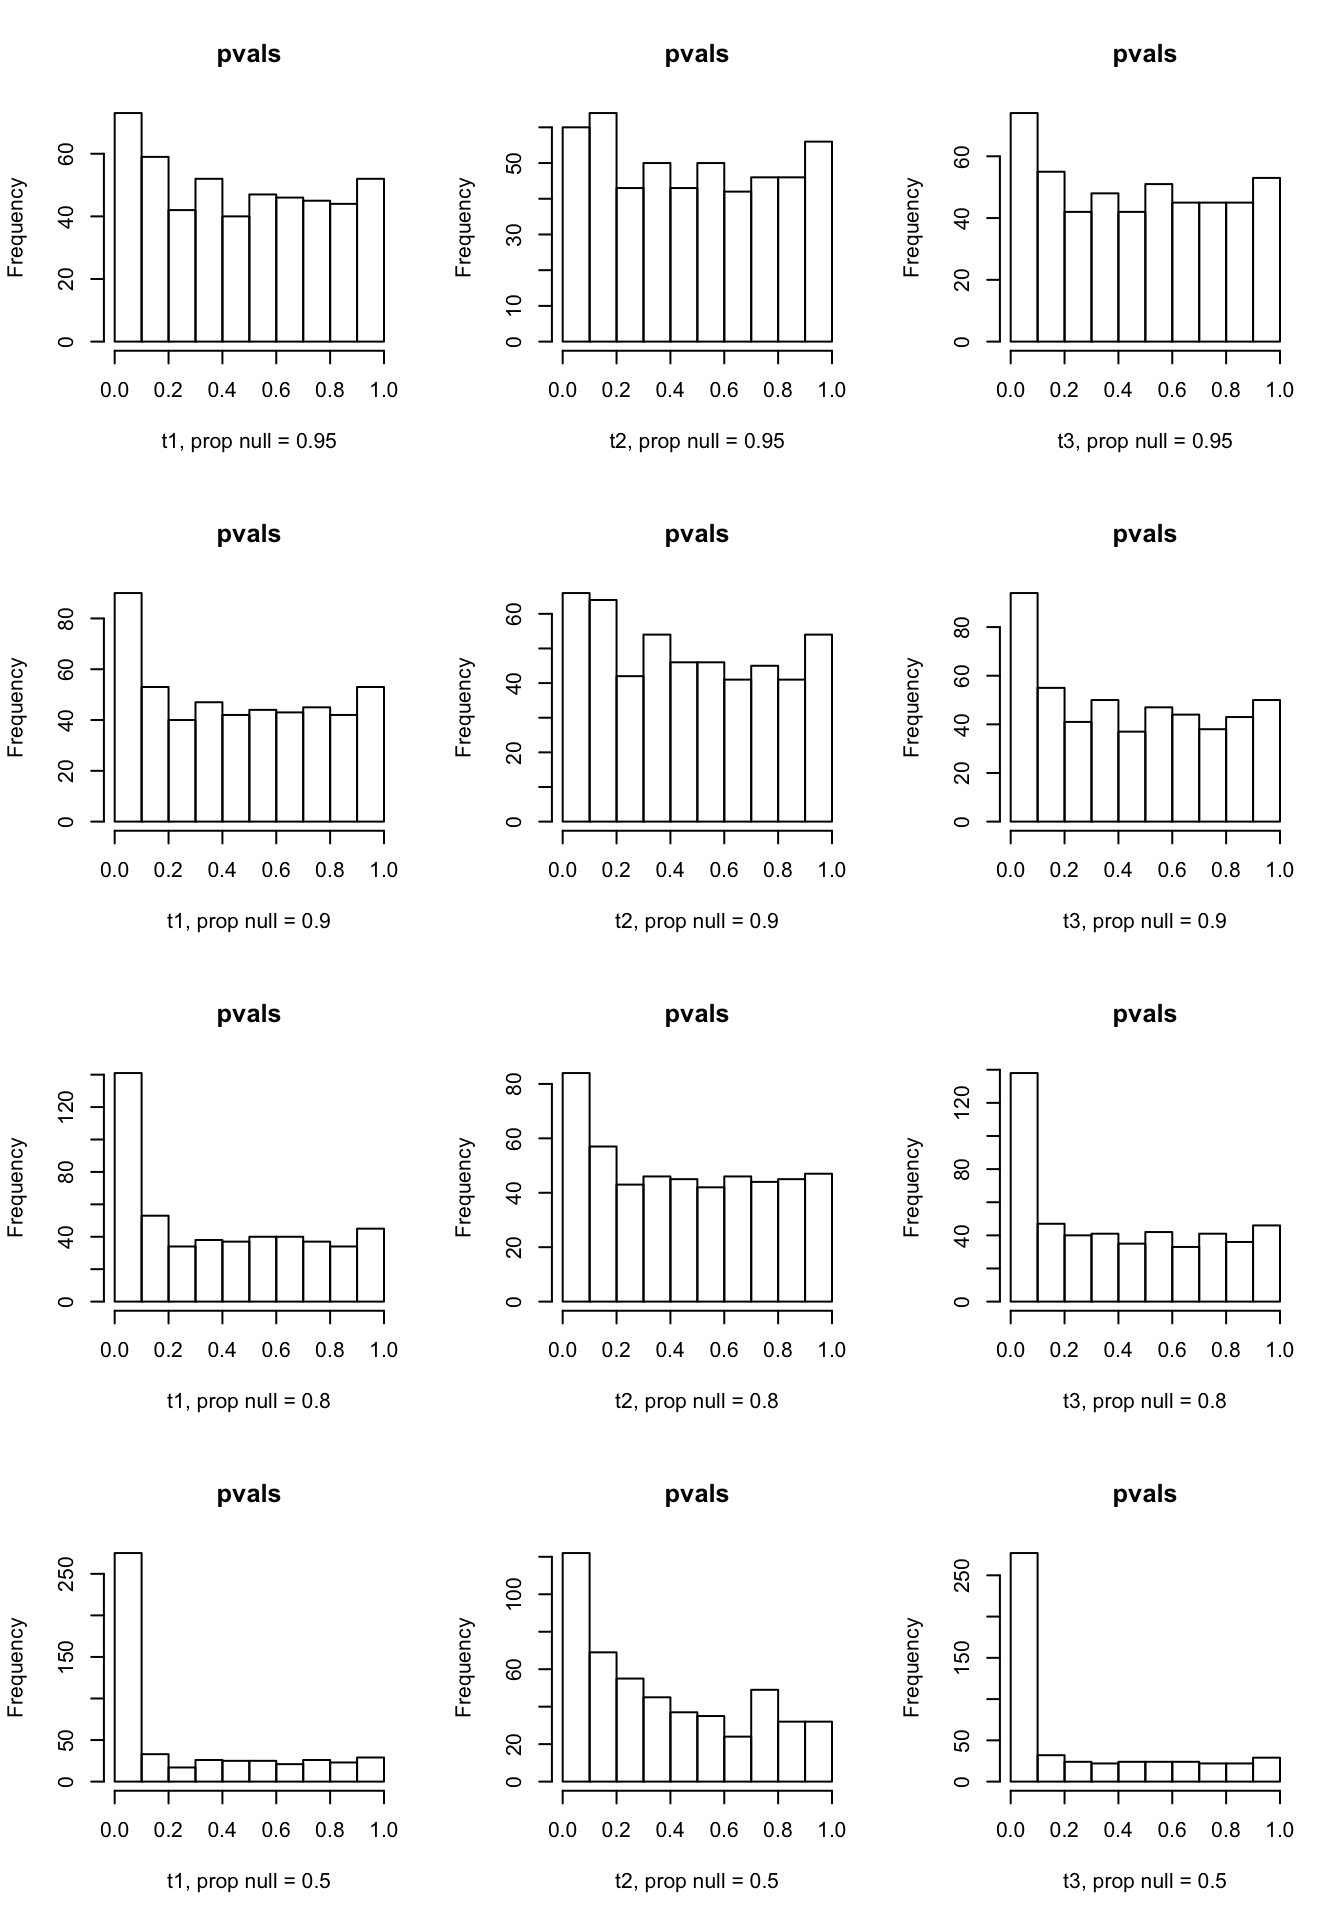 pvals pvals pvals
Frequency Frequency Frequency
0 20 40 60
0 10 30 50
0 20 40 60
0.0 0.2 0.4 0.6 0.8 1.0
0.0 0.2 0.4 0.6 0.8 1.0
0.0 0.2 0.4 0.6 0.8 1.0
t1, prop null = 0.95
t2, prop null = 0.95
t3, prop null = 0.95
pvals pvals pvals
Frequency Frequency Frequency
0 20 40 60 80
0 20 40 60
0 20 40 60 80
0.0 0.2 0.4 0.6 0.8 1.0
0.0 0.2 0.4 0.6 0.8 1.0
0.0 0.2 0.4 0.6 0.8 1.0
t1, prop null = 0.9
t2, prop null = 0.9
t3, prop null = 0.9
pvals pvals pvals
Frequency Frequency Frequency
0 40 80 120
0 20 40 60 80
0 40 80 120
0.0 0.2 0.4 0.6 0.8 1.0
0.0 0.2 0.4 0.6 0.8 1.0
0.0 0.2 0.4 0.6 0.8 1.0
t1, prop null = 0.8
t2, prop null = 0.8
t3, prop null = 0.8
pvals pvals pvals
Frequency Frequency Frequency
0 50 150 250
0 20 60 100
0 50 150 250
0.0 0.2 0.4 0.6 0.8 1.0
0.0 0.2 0.4 0.6 0.8 1.0
0.0 0.2 0.4 0.6 0.8 1.0
t1, prop null = 0.5
t2, prop null = 0.5
t3, prop null = 0.5